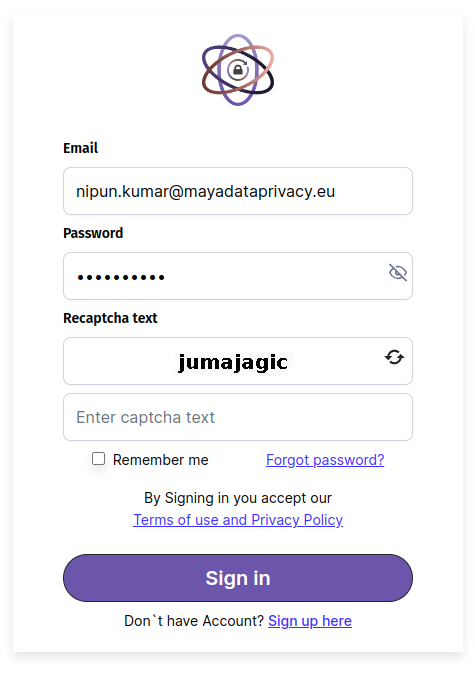 Email
nipun.kumar@mayadataprivacy.eu
Password
••••••••••
Recaptcha text
jumajagic
Enter captcha text
Remember me Forgot password?
By Signing in you accept our
Terms of use and Privacy Policy
Sign in
Don`t have Account? Sign up here